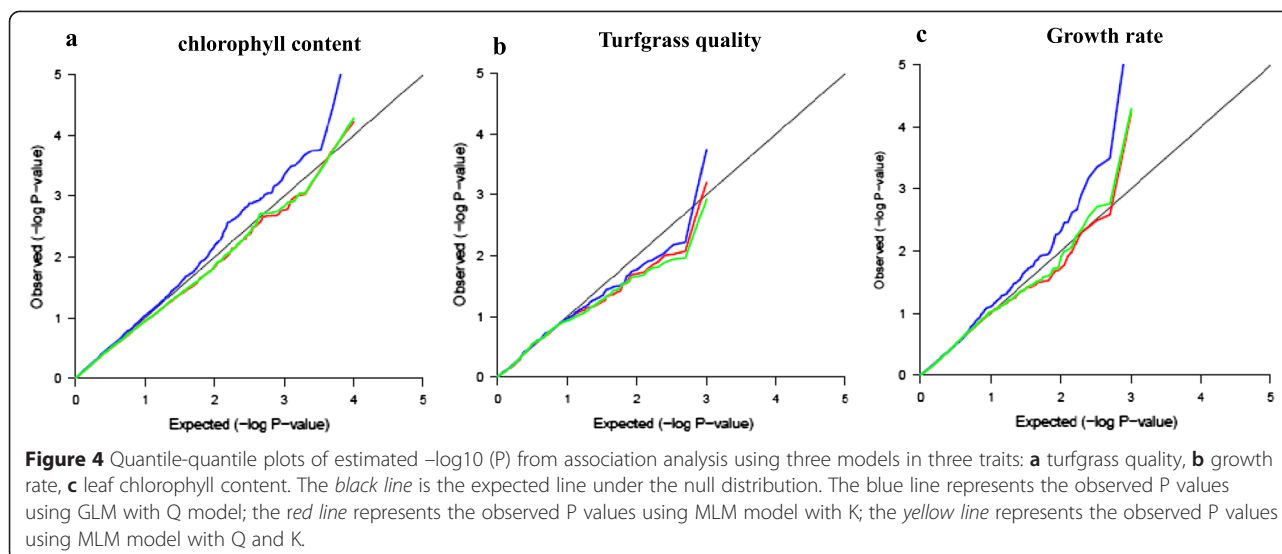 a chlorophyll content
b Turfgrass quality
c Growth rate
Observed (−log P−value)
5
4
3
2
1
0
0 1 2 3 4 5
Expected (−log P−value)
Observed (−log P−value)
5
4
3
2
1
0
0 1 2 3 4 5
Expected (−log P−value)
Observed (−log P−value)
5
4
3
2
1
0
0 1 2 3 4 5
Expected (−log P−value)
Figure 4 Quantile-quantile plots of estimated –log10 (P) from association analysis using three models in three traits: a turfgrass quality, b growth
rate, c leaf chlorophyll content. The black line is the expected line under the null distribution. The blue line represents the observed P values
using GLM with Q model; the red line represents the observed P values using MLM model with K; the yellow line represents the observed P values
using MLM model with Q and K.